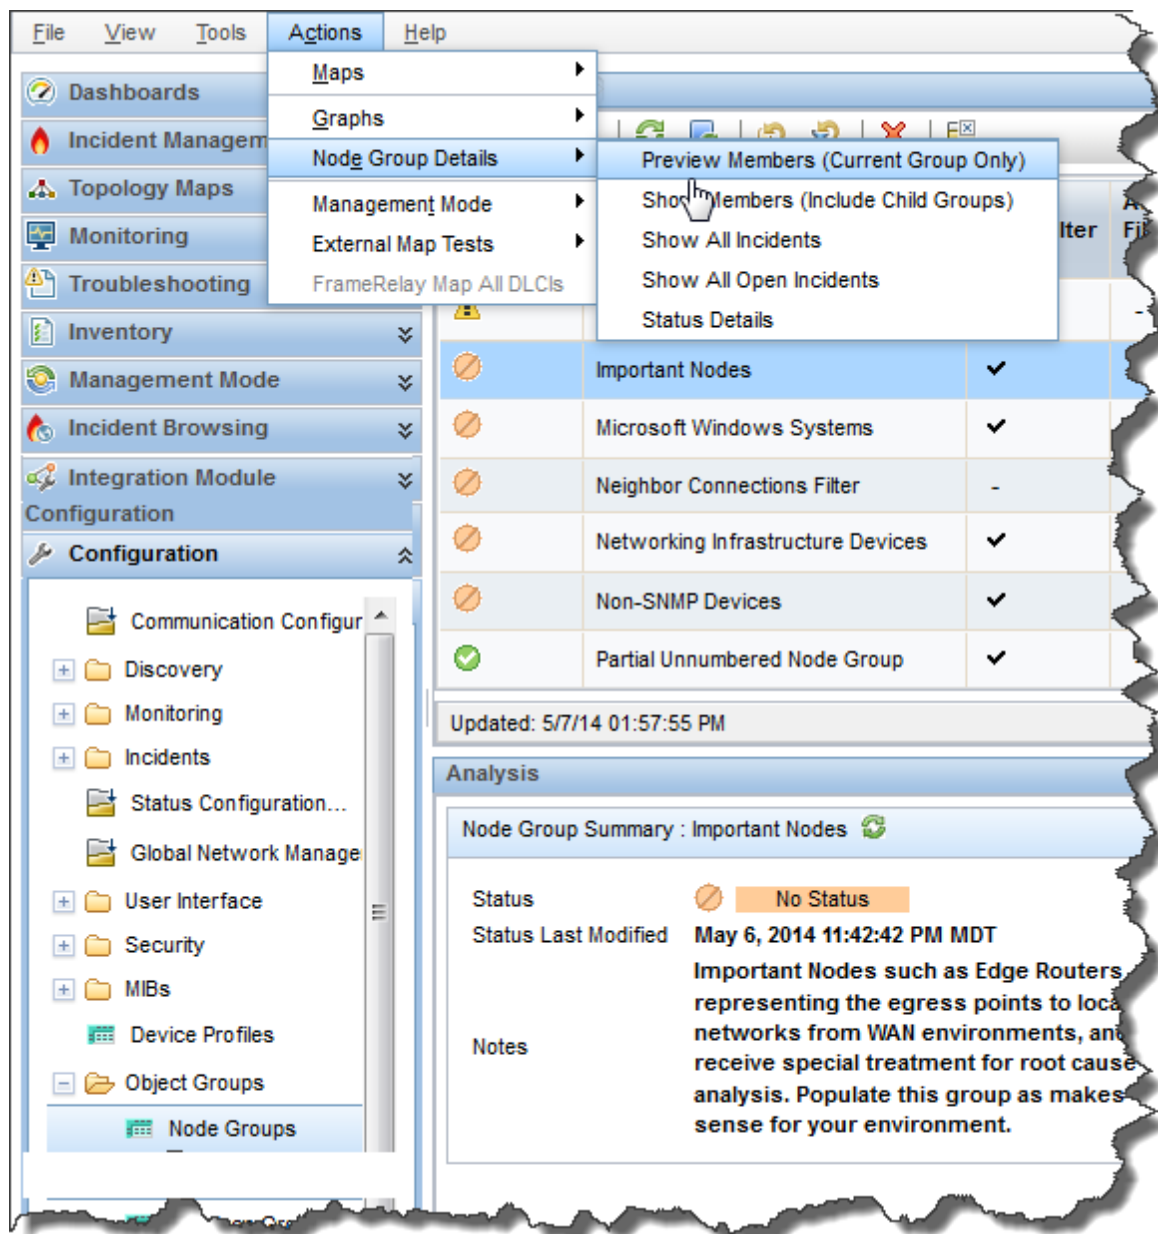 File View Tools Actions Help
Maps
Graphs
Node Group Details
Management Mode
External Map Tests
FrameRelay Map All DLCIs
Preview Members (Current Group Only)
Members (Include Child Groups)
Show All Incidents
Show All Open Incidents
Status Details
Dashboards
Incident Managem
Topology Maps
Monitoring
Troubleshooting
Inventory
Management Mode
Incident Browsing
Integration Module
Configuration
Configuration
Communication Configur
Discovery
Monitoring
Incidents
Status Configuration...
Global Network Manage
User Interface
Security
MIBs
Device Profiles
Object Groups
Node Groups
lter
Important Nodes
Microsoft Windows Systems
Neighbor Connections Filter -
Networking Infrastructure Devices
Non-SNMP Devices
Partial Unnumbered Node Group
Updated: 5/7/14 01:57:55 PM
Analysis
Node Group Summary : Important Nodes
Status No Status
Status Last Modified May 6, 2014 11:42:42 PM MDT
Notes
Important Nodes such as Edge Routers,
representing the egress points to loca
networks from WAN environments, and
receive special treatment for root cause
analysis. Populate this group as makes
sense for your environment.